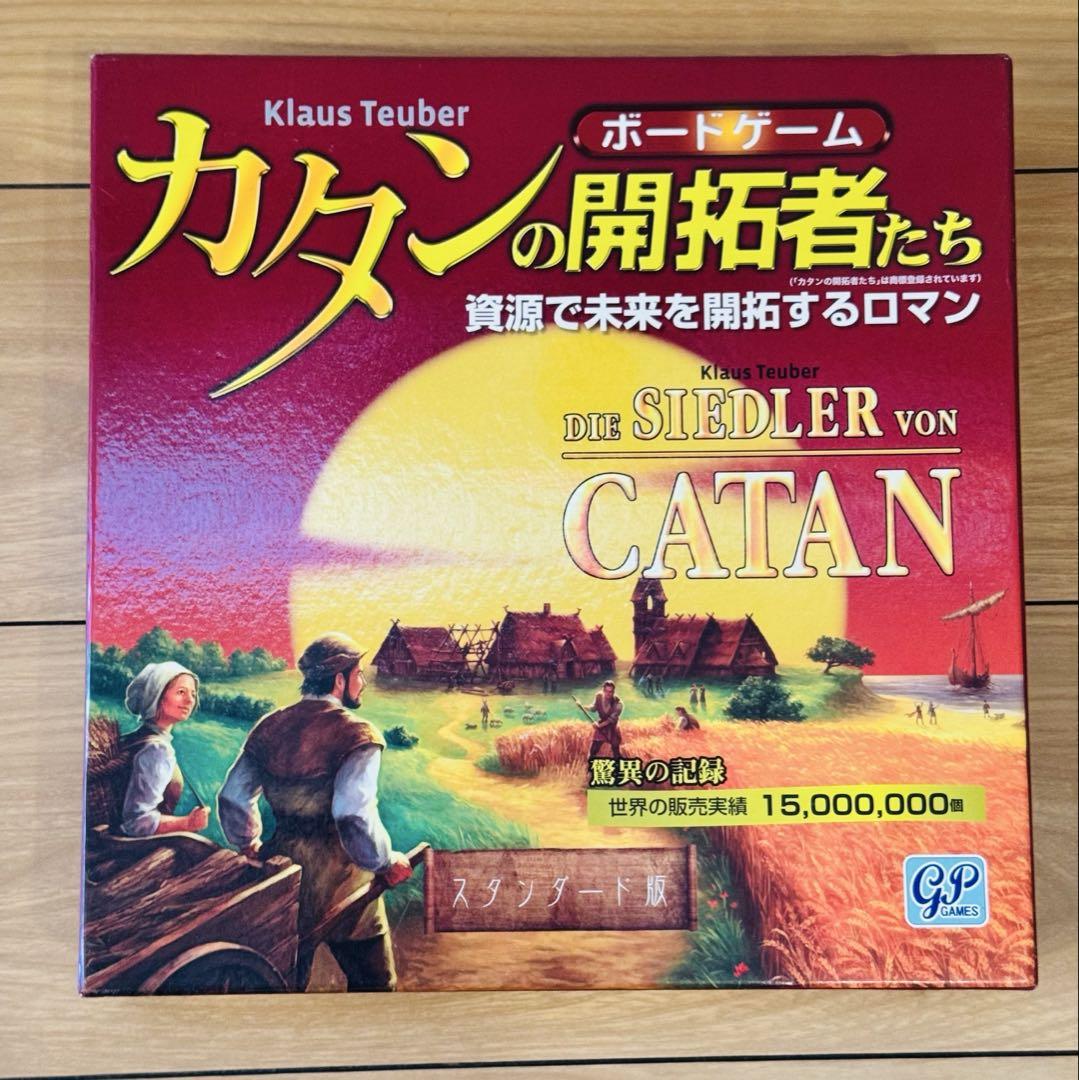 Klaus Teuber
ボードゲーム
カタンの開拓者たち
(「カタンの開拓者たち」は商標登録されています)
資源で未来を開拓するロマン
Klaus Teuber
DIE SIEDLER VON
CATAN
驚異の記録
世界の販売実績 15,000,000個
スタンダード版
GP
GAMES